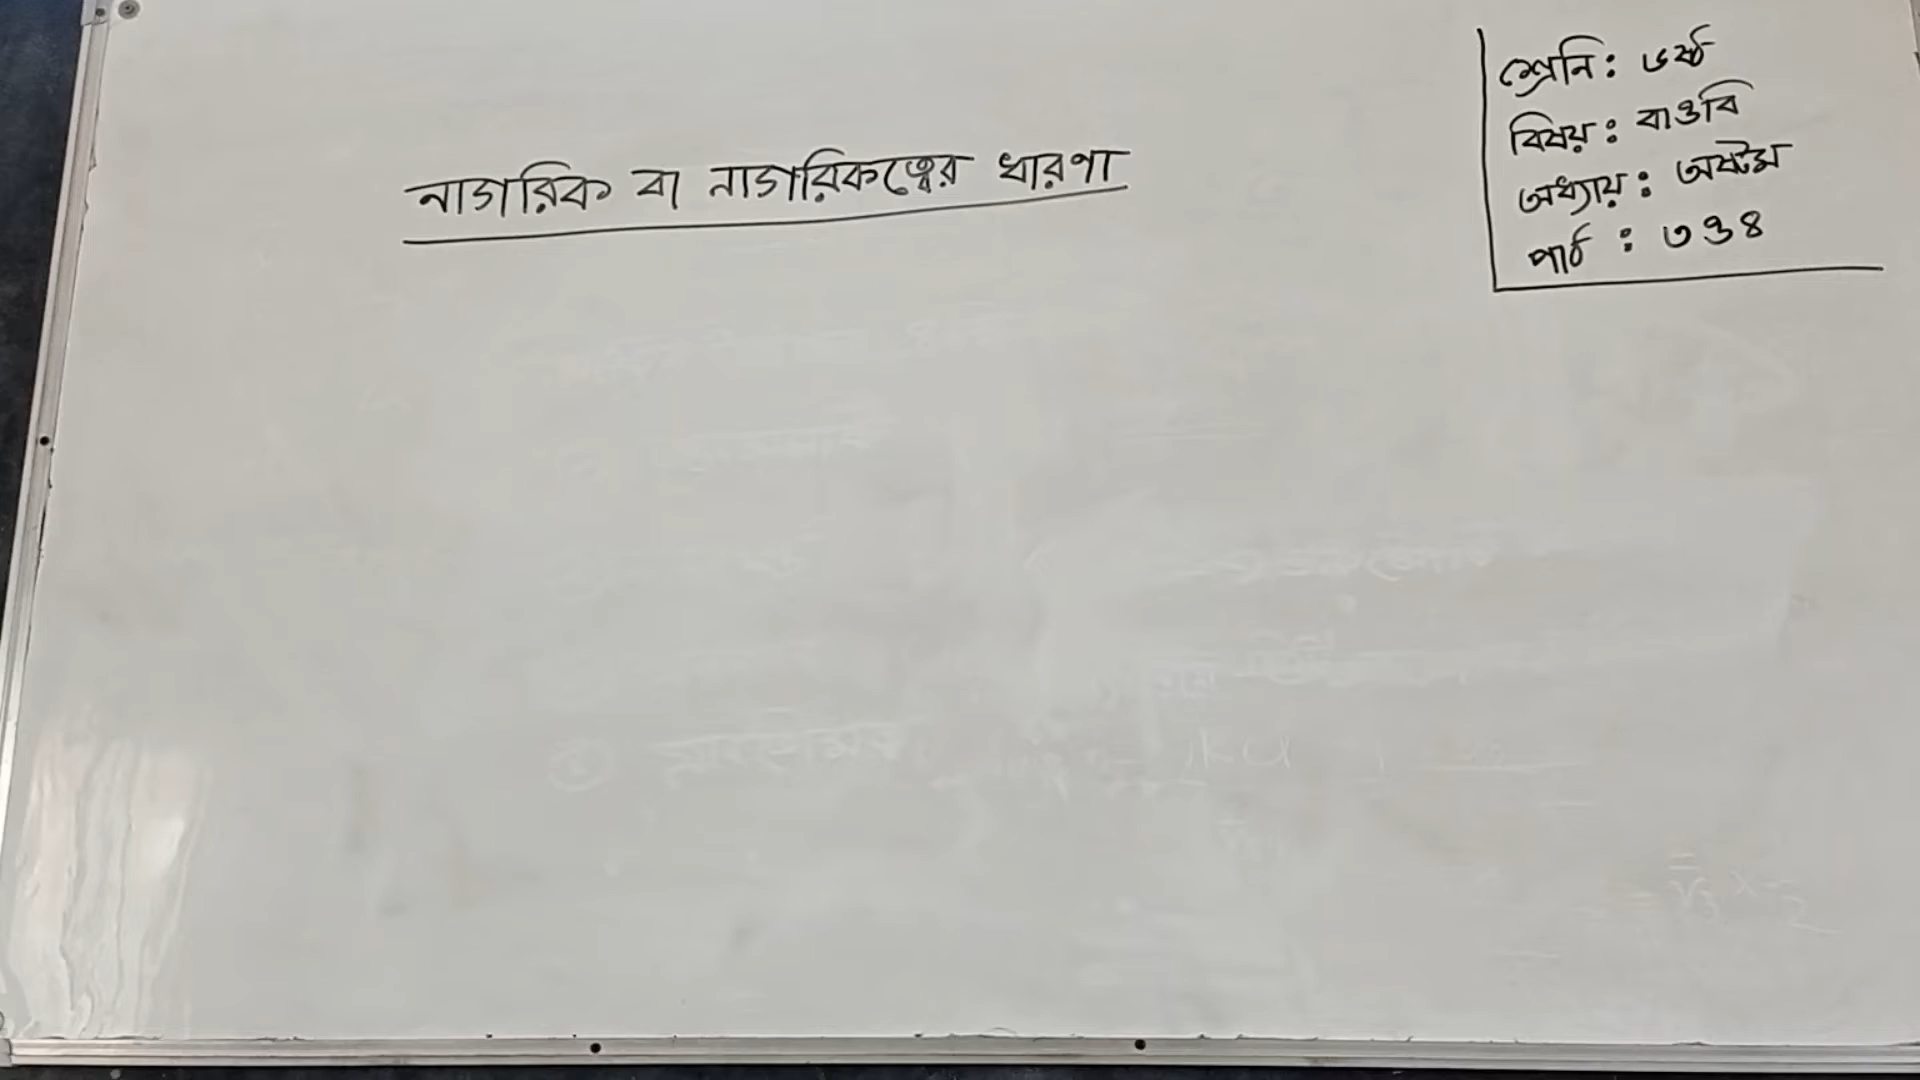 নাগরিক বা নাগরিকত্বের ধারণা
শ্রেনি : ৬ষ্ঠ
বিষয় : বাওবি
অধ্যায় : অষ্টম
পাঠ : ৩ও৪